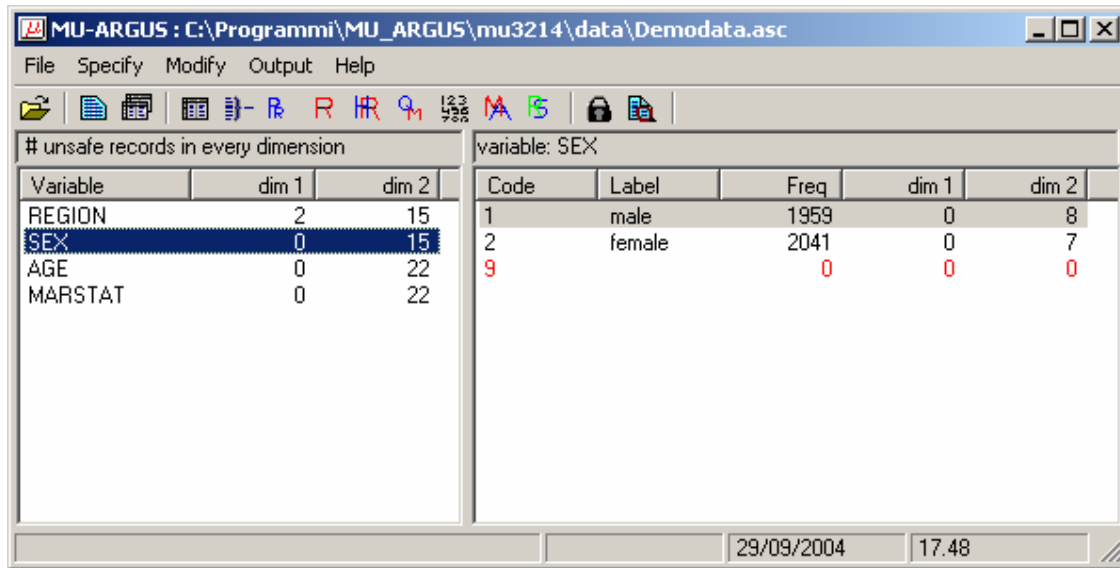 MU-ARGUS : C:\Programmi\MU_ARGUS\mu3214\data\Demodata.asc
File Specify Modify Output Help
# unsafe records in every dimension
Variable dim 1 dim 2
REGION 2 15
SEX 0 15
AGE 0 22
MARSTAT 0 22
variable: SEX
Code Label Freq dim 1 dim 2
1 male 1959 0 8
2 female 2041 0 7
9 0 0 0
29/09/2004 17.48